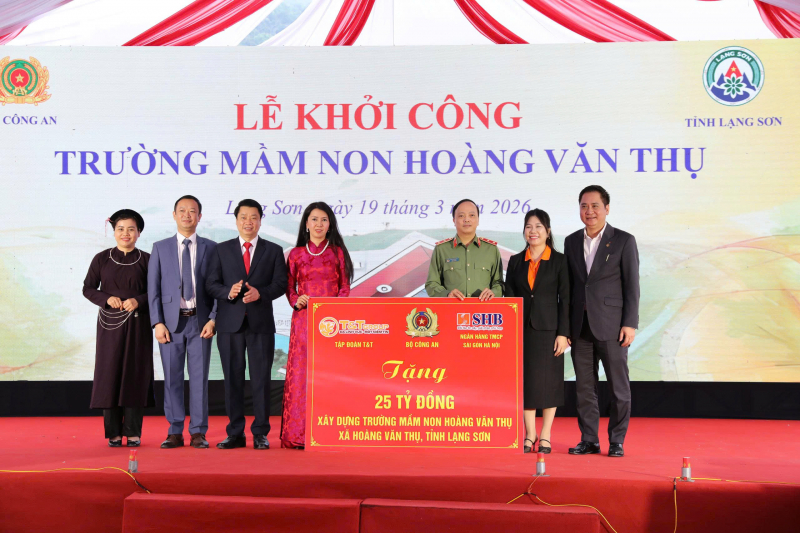 LẠNG SƠN
CÔNG AN
TỈNH LẠNG SƠN
LỄ KHỞI CÔNG
TRƯỜNG MẦM NON HOÀNG VĂN THỤ
19 tháng 3
2026
T&T GROUP
SHB
TẬP ĐOÀN T&T
BỘ CÔNG AN
NGÂN HÀNG TMCP
SÀI GÒN HÀ NỘI
Tặng
25 TỶ ĐỒNG
XÂY DỰNG TRƯỜNG MẦM NON HOÀNG VĂN THỤ
XÃ HOÀNG VĂN THỤ, TỈNH LẠNG SƠN